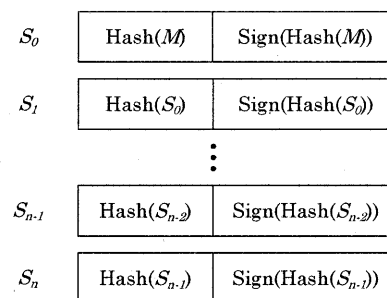 S₀ Hash(M) Sign(Hash(M))
S₁ Hash(S₀) Sign(Hash(S₀))
⋮
Sₙ₋₁ Hash(Sₙ₋₂) Sign(Hash(Sₙ₋₂))
Sₙ Hash(Sₙ₋₁) Sign(Hash(Sₙ₋₁))